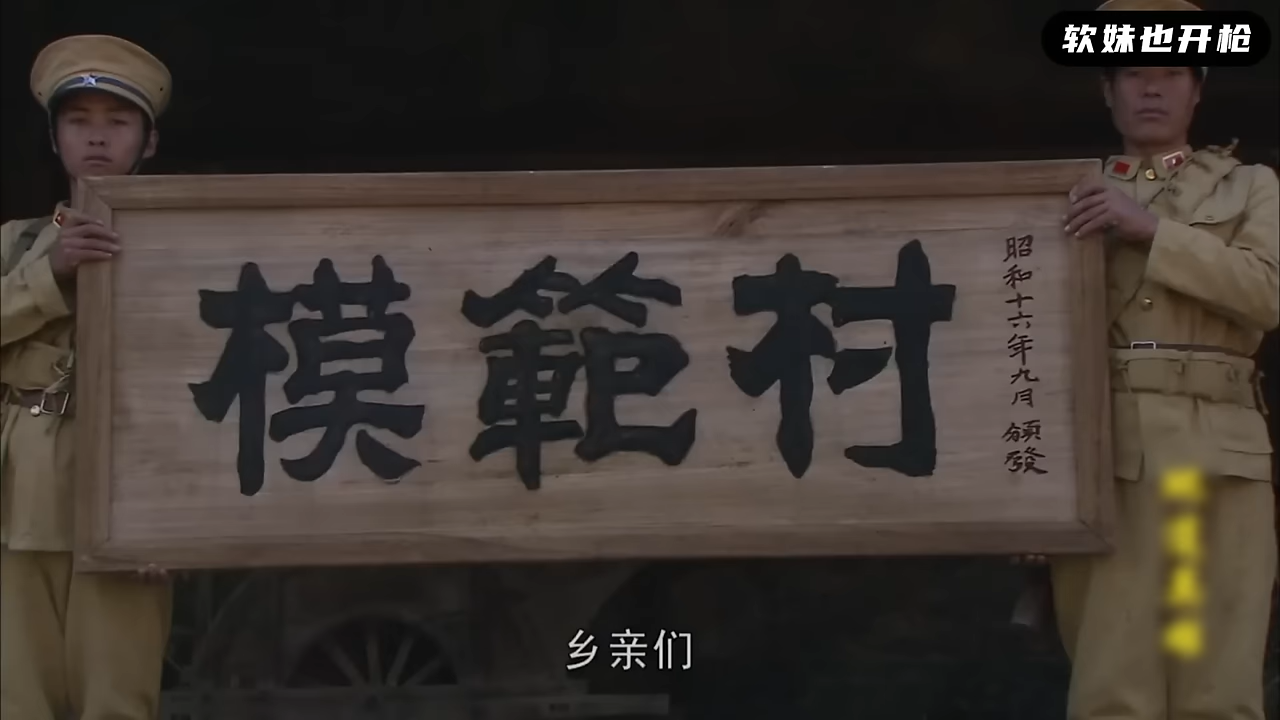 软妹也开枪
模範村
昭和十六年九月 頒發
乡亲们